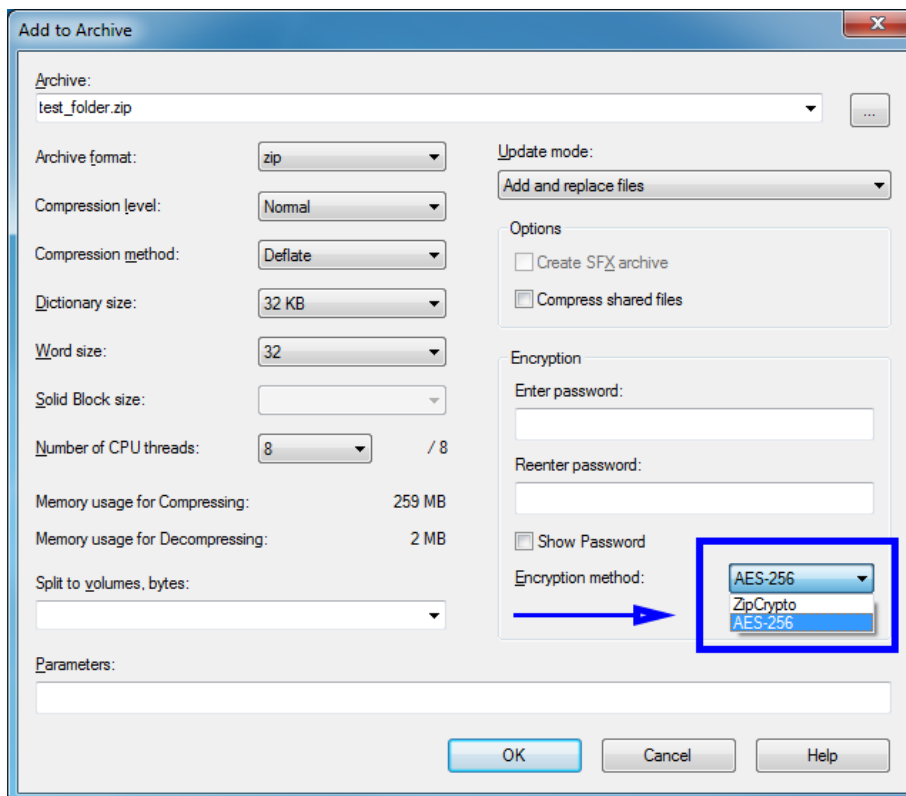 Add to Archive
Archive:
test_folder.zip
...
Archive format:
zip
Compression level:
Normal
Compression method:
Deflate
Dictionary size:
32 KB
Word size:
32
Solid Block size:
Number of CPU threads:
8
/ 8
Memory usage for Compressing:
259 MB
Memory usage for Decompressing:
2 MB
Split to volumes, bytes:
Update mode:
Add and replace files
Options
Create SFX archive
Compress shared files
Encryption
Enter password:
Reenter password:
Show Password
Encryption method:
AES-256
ZipCrypto
AES-256
Parameters:
OK
Cancel
Help